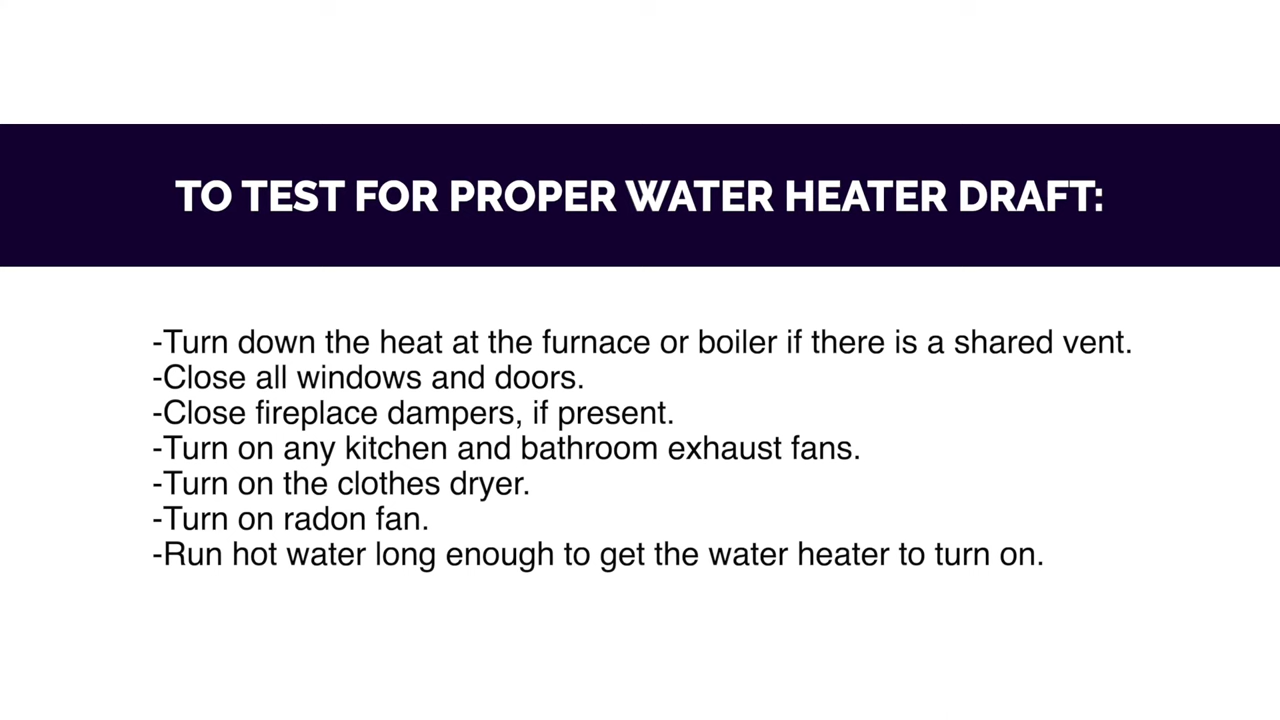 TO TEST FOR PROPER WATER HEATER DRAFT:
-Turn down the heat at the furnace or boiler if there is a shared vent.
-Close all windows and doors.
-Close fireplace dampers, if present.
-Turn on any kitchen and bathroom exhaust fans.
-Turn on the clothes dryer.
-Turn on radon fan.
-Run hot water long enough to get the water heater to turn on.